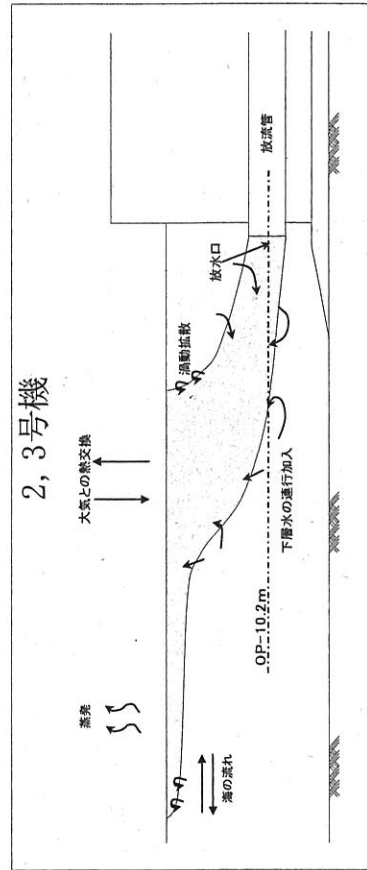 2, 3号機
蒸発
大気との熱交換
渦動拡散
放水口
放流管
海の流れ
OP-10.2m
下層水の連行加入